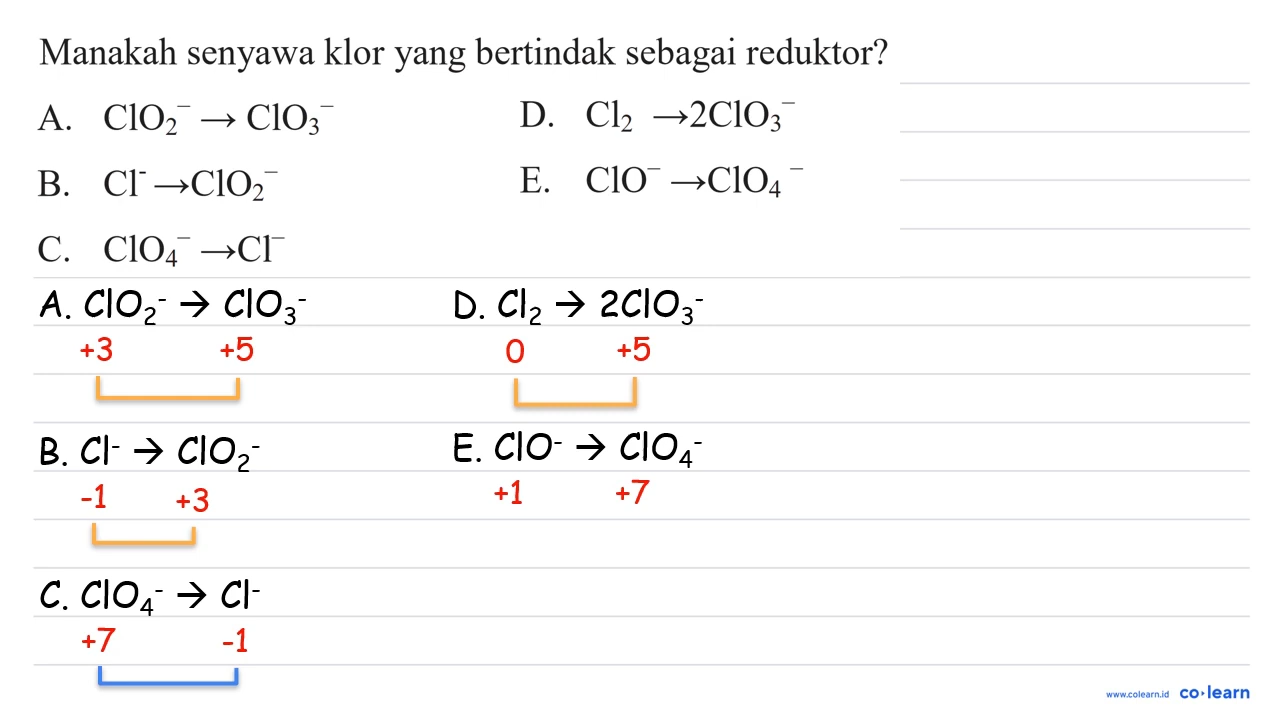 Manakah senyawa klor yang bertindak sebagai reduktor?
A. ClO₂⁻ → ClO₃⁻
B. Cl⁻ → ClO₂⁻
C. ClO₄⁻ → Cl⁻
D. Cl₂ → 2ClO₃⁻
E. ClO⁻ → ClO₄⁻
A. ClO₂⁻ → ClO₃⁻
+3 +5
B. Cl⁻ → ClO₂⁻
-1 +3
C. ClO₄⁻ → Cl⁻
+7 -1
D. Cl₂ → 2ClO₃⁻
0 +5
E. ClO⁻ → ClO₄⁻
+1 +7
www.colearn.id co›learn